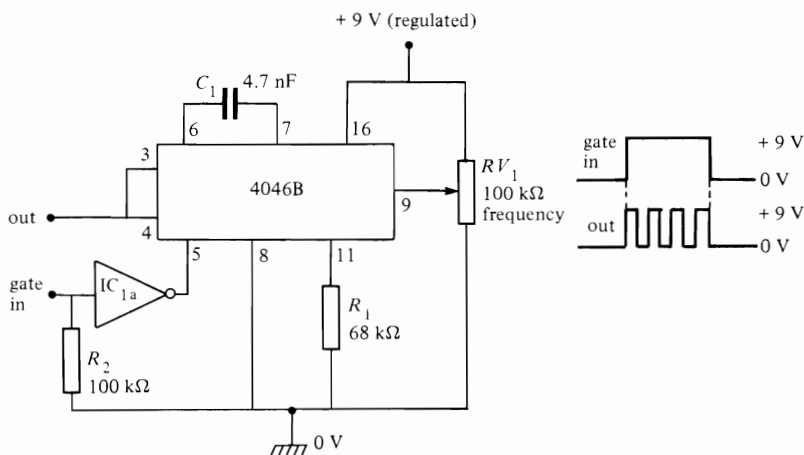 + 9 V (regulated)
C1 4.7 nF
6 7 16
3
4046B
9
RV1
100 kΩ
frequency
out
4
5 8 11
gate
in
IC1a
R1
68 kΩ
R2
100 kΩ
0 V
gate
in
+ 9 V
0 V
out
+ 9 V
0 V